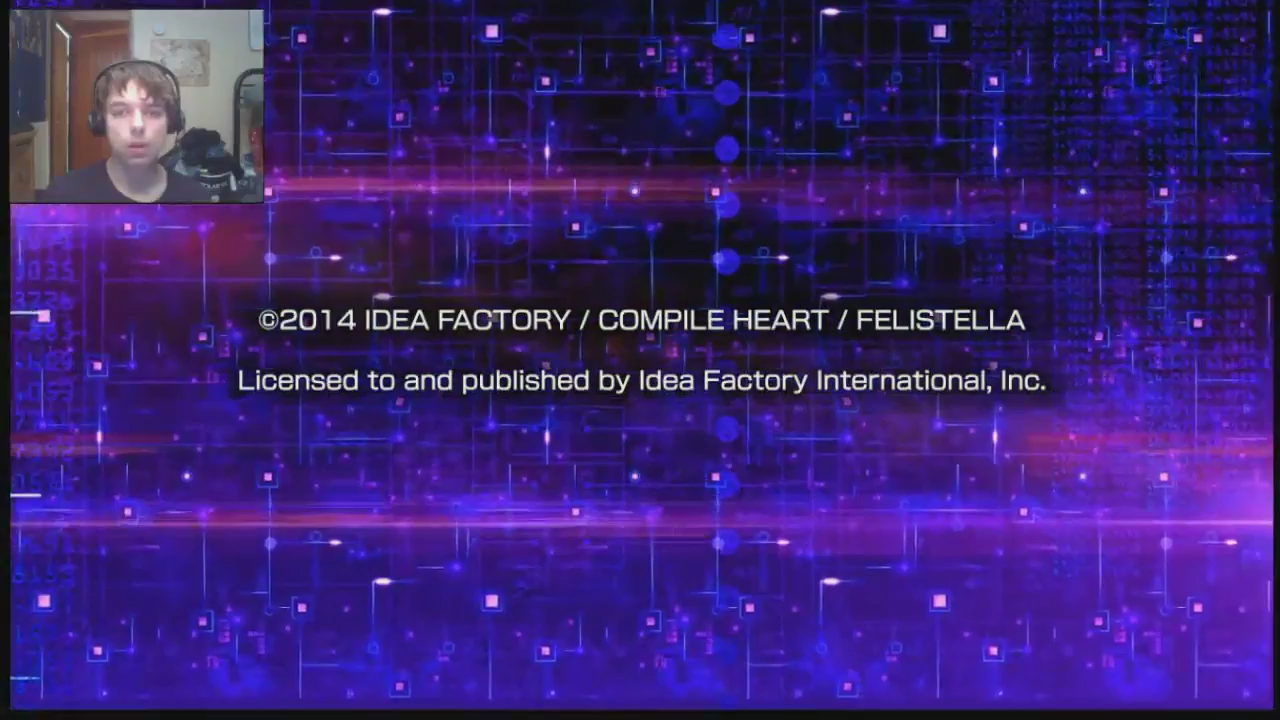 ©2014 IDEA FACTORY / COMPILE HEART / FELISTELLA
Licensed to and published by Idea Factory International, Inc.